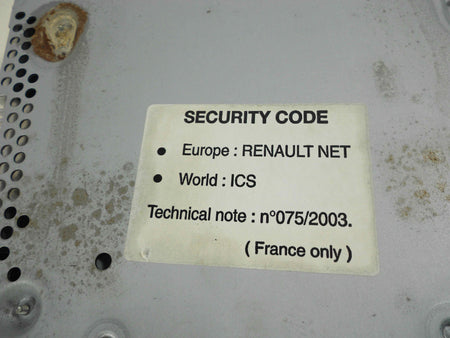 SECURITY CODE
• Europe : RENAULT NET
• World : ICS
Technical note : n°075/2003.
( France only )